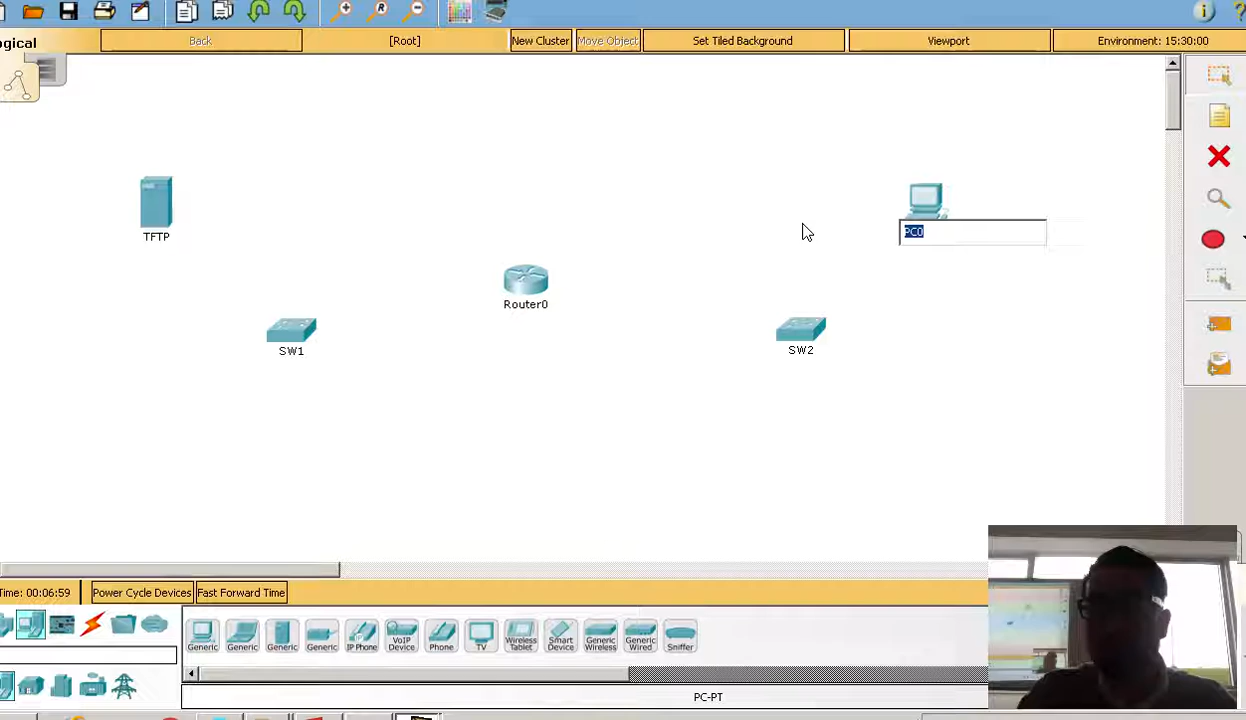 ogical
Back
[Root]
New Cluster
Move Object
Set Tiled Background
Viewport
Environment: 15:30:00
TFTP
PC0
Router0
SW1
SW2
Time: 00:06:59
Power Cycle Devices
Fast Forward Time
Generic
Generic
Generic
Generic
IP Phone
VoIP Device
Phone
TV
Wireless Tablet
Smart Device
Generic Wireless
Generic Wired
Sniffer
PC-PT